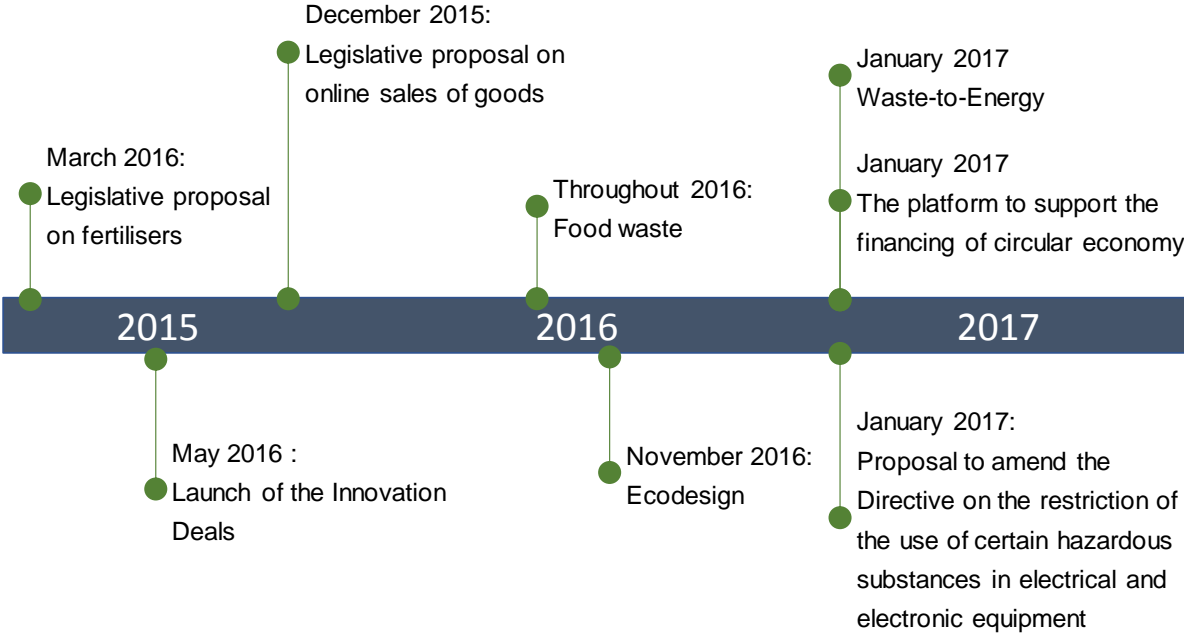 December 2015:
Legislative proposal on
online sales of goods
March 2016:
Legislative proposal
on fertilisers
Throughout 2016:
Food waste
January 2017
Waste-to-Energy
January 2017
The platform to support the
financing of circular economy
2015
2016
2017
May 2016 :
Launch of the Innovation
Deals
November 2016:
Ecodesign
January 2017:
Proposal to amend the
Directive on the restriction of
the use of certain hazardous
substances in electrical and
electronic equipment